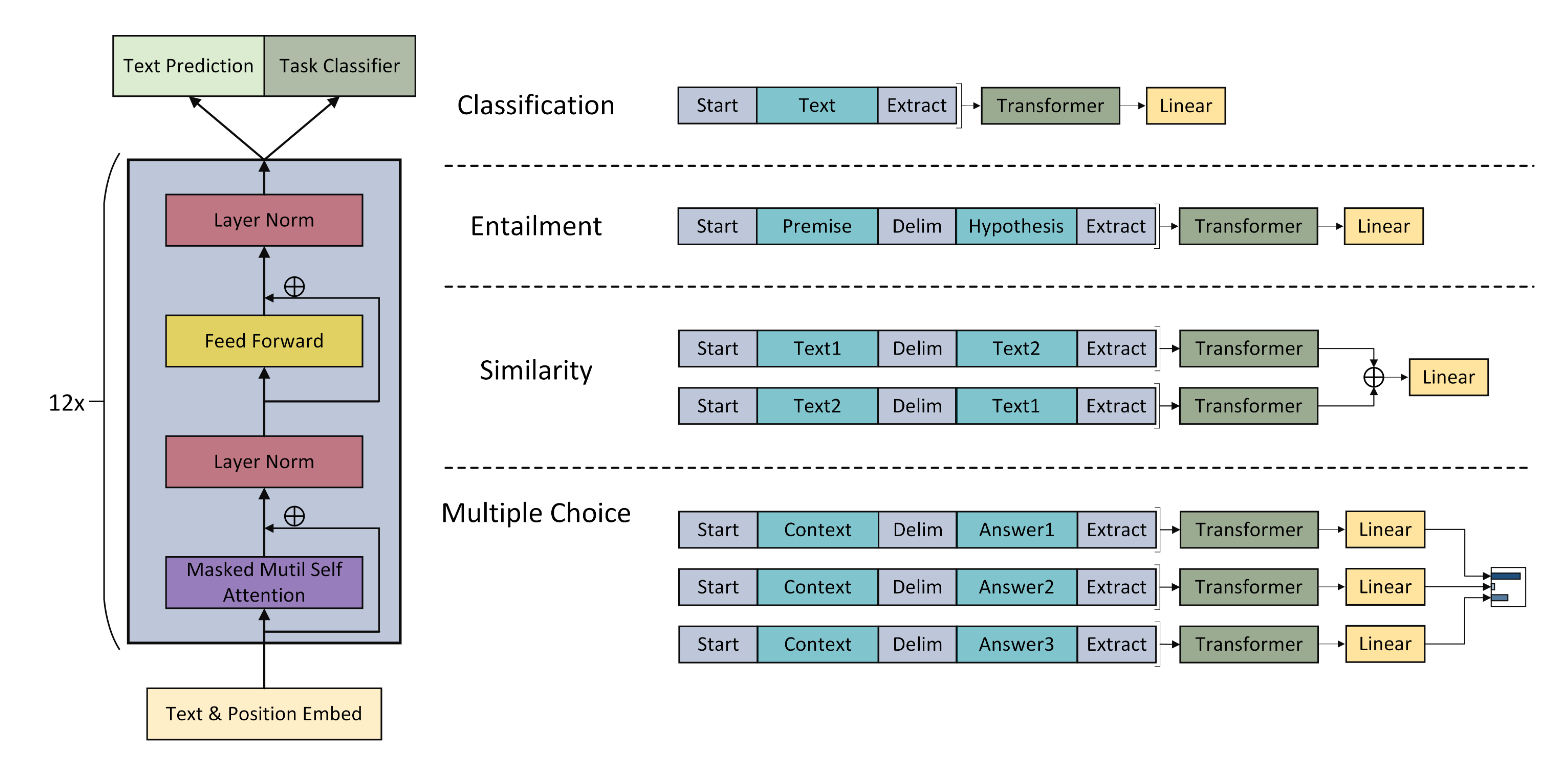 Text Prediction
Task Classifier
Layer Norm
Feed Forward
12x
Layer Norm
Masked Mutil Self
Attention
Text & Position Embed
Classification
Start Text Extract Transformer Linear
Entailment
Start Premise Delim Hypothesis Extract Transformer Linear
Similarity
Start Text1 Delim Text2 Extract Transformer
Linear
Start Text2 Delim Text1 Extract Transformer
Multiple Choice
Start Context Delim Answer1 Extract Transformer Linear
Start Context Delim Answer2 Extract Transformer Linear
Start Context Delim Answer3 Extract Transformer Linear